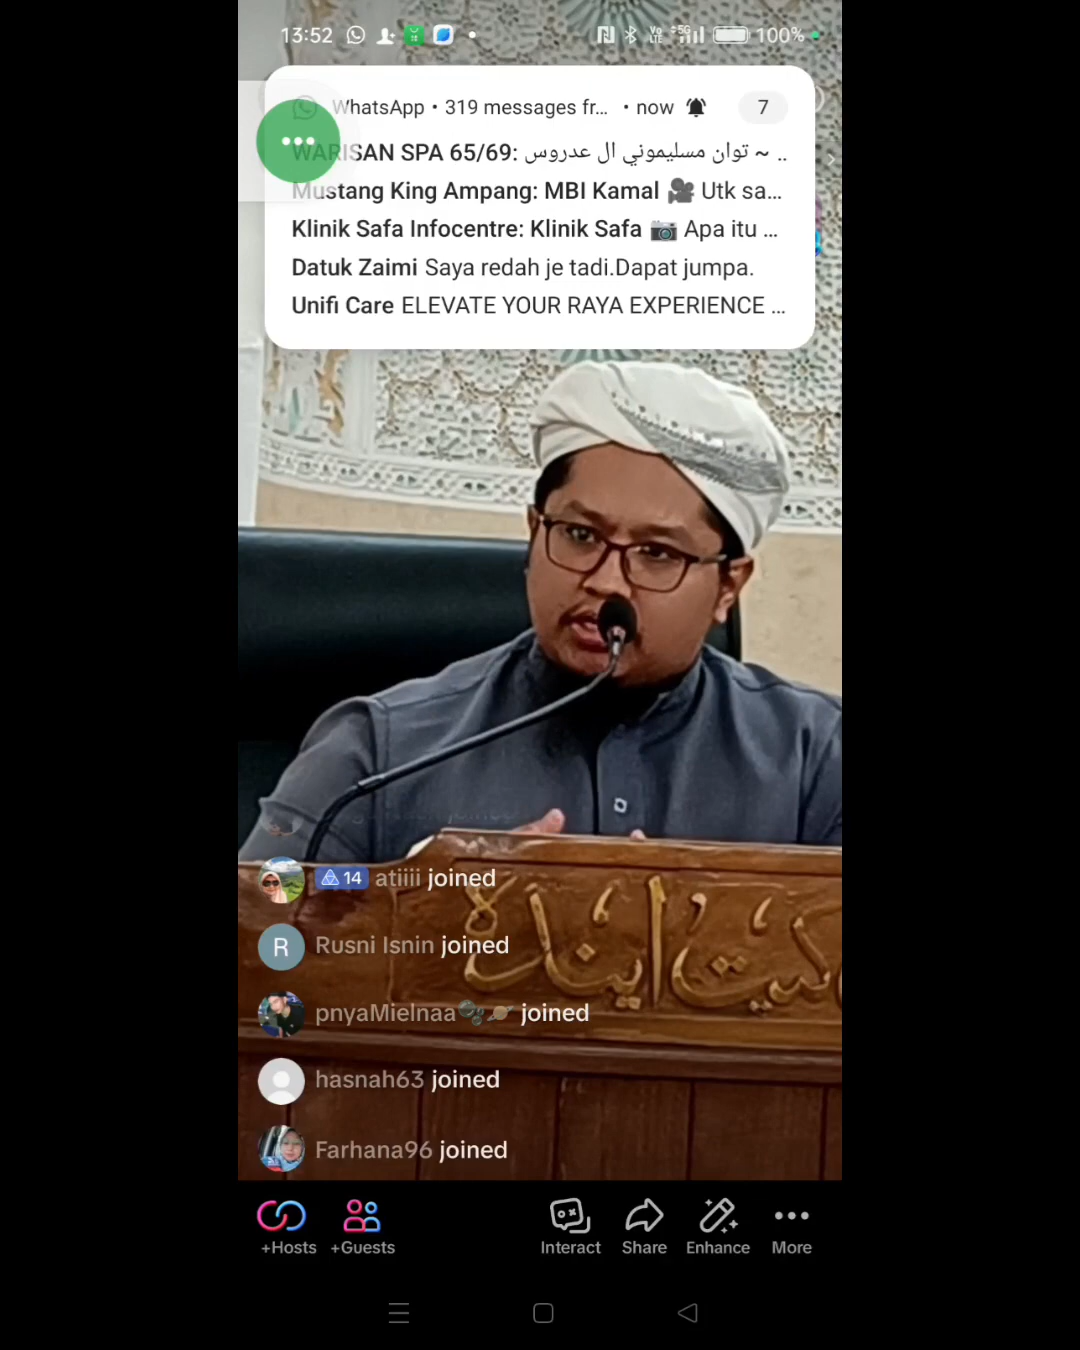 13:52
5G
100%
WhatsApp • 319 messages fr... • now
7
WARISAN SPA 65/69: توان مسليموني ال عدروس ~ ..
Mustang King Ampang: MBI Kamal 🎥 Utk sa...
Klinik Safa Infocentre: Klinik Safa 📷 Apa itu ...
Datuk Zaimi Saya redah je tadi.Dapat jumpa.
Unifi Care ELEVATE YOUR RAYA EXPERIENCE ...
joined
14 atiiii joined
R Rusni Isnin joined
pnyaMielnaa🫧🪐 joined
hasnah63 joined
Farhana96 joined
+Hosts +Guests Interact Share Enhance More